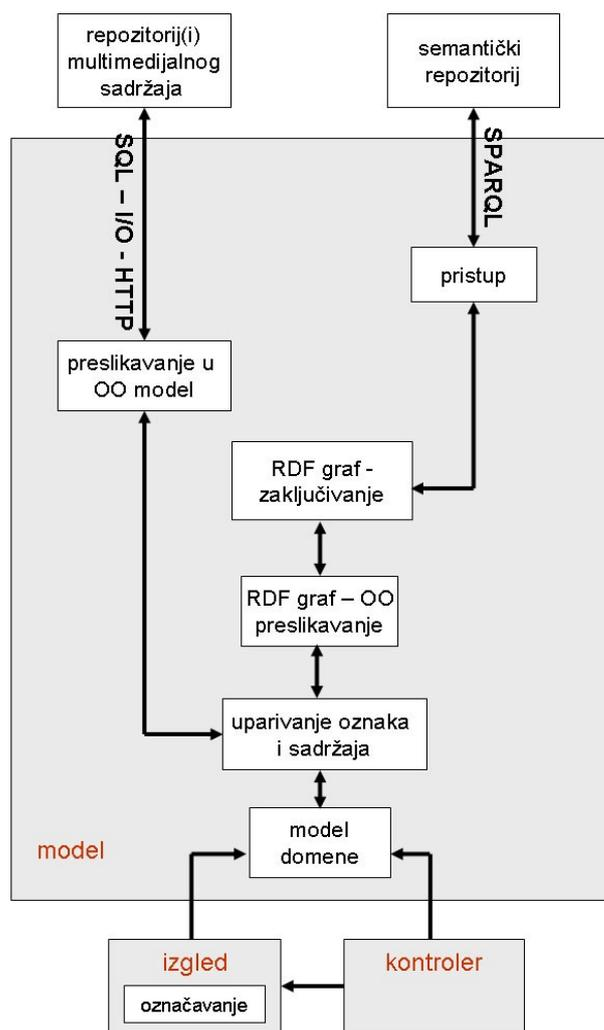 repozitorij(i)
multimedijalnog
sadržaja
semantički
repozitorij
SQL – I/O - HTTP
SPARQL
pristup
preslikavanje u
OO model
RDF graf -
zaključivanje
RDF graf – OO
preslikavanje
uparivanje oznaka
i sadržaja
model
domene
model
izgled
označavanje
kontroler